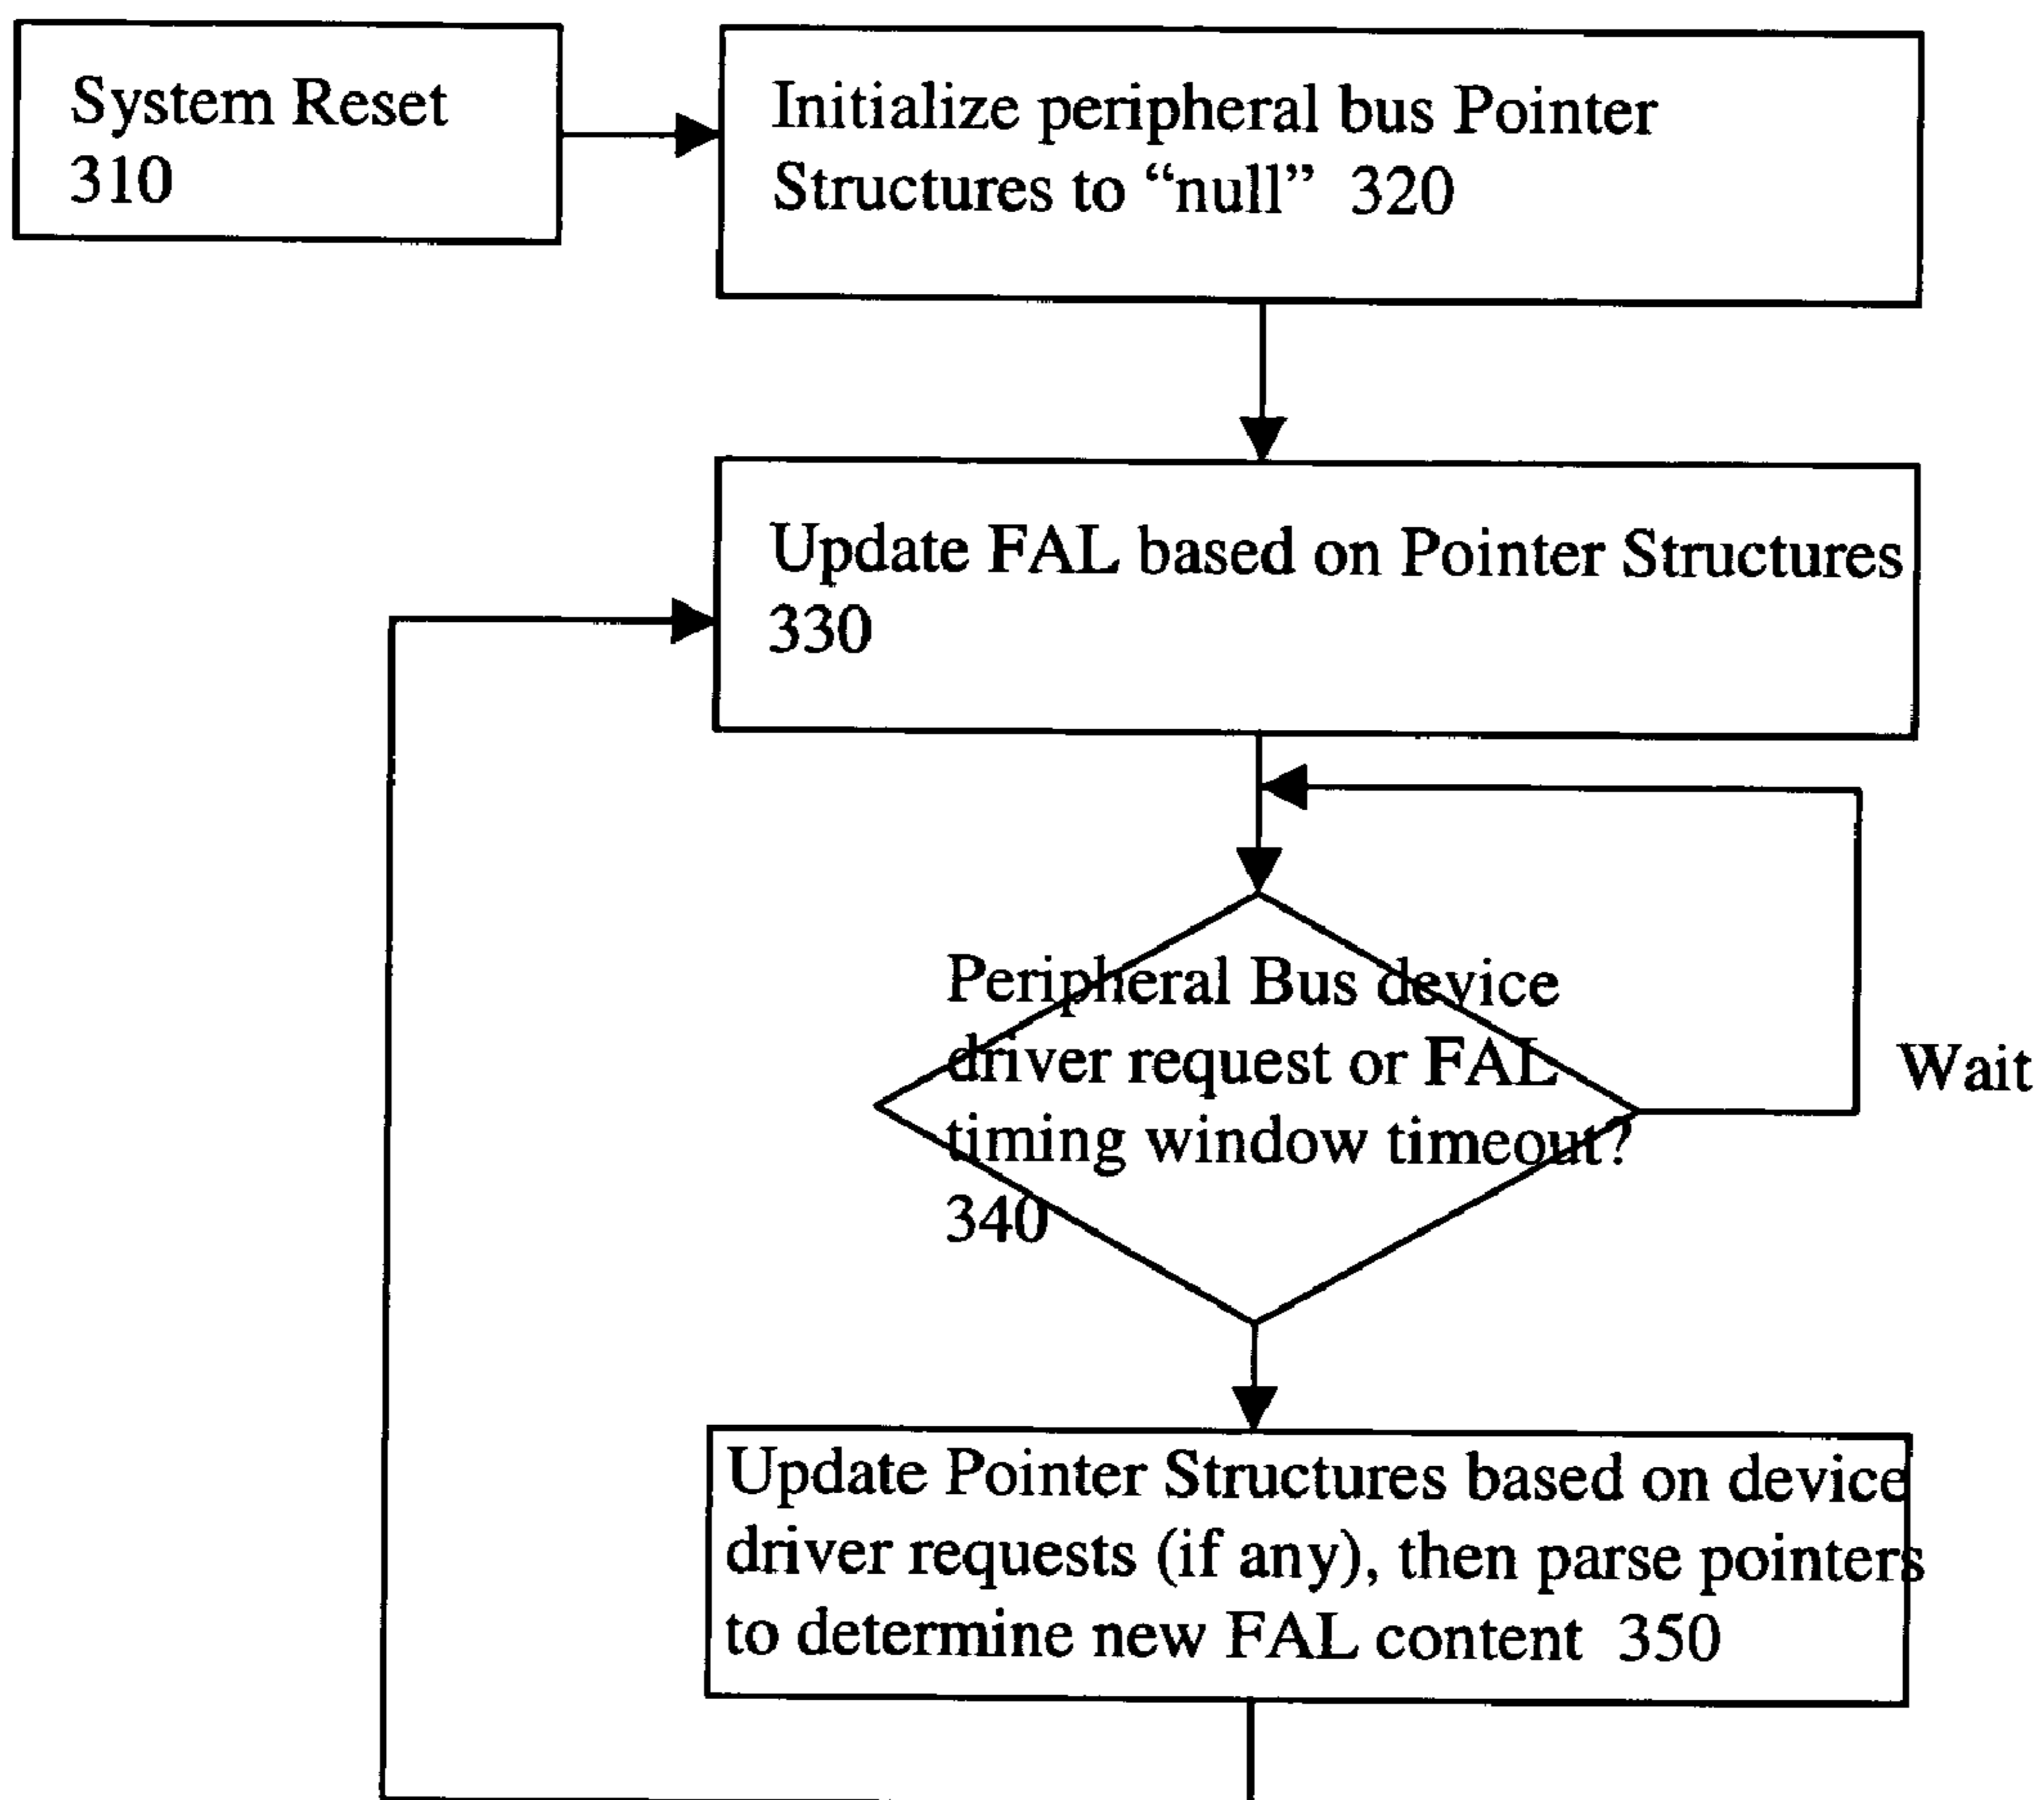 System Reset
310
Initialize peripheral bus Pointer
Structures to “null” 320
Update FAL based on Pointer Structures
330
Peripheral Bus device
driver request or FAL
timing window timeout?
340
Wait
Update Pointer Structures based on device
driver requests (if any), then parse pointers
to determine new FAL content 350